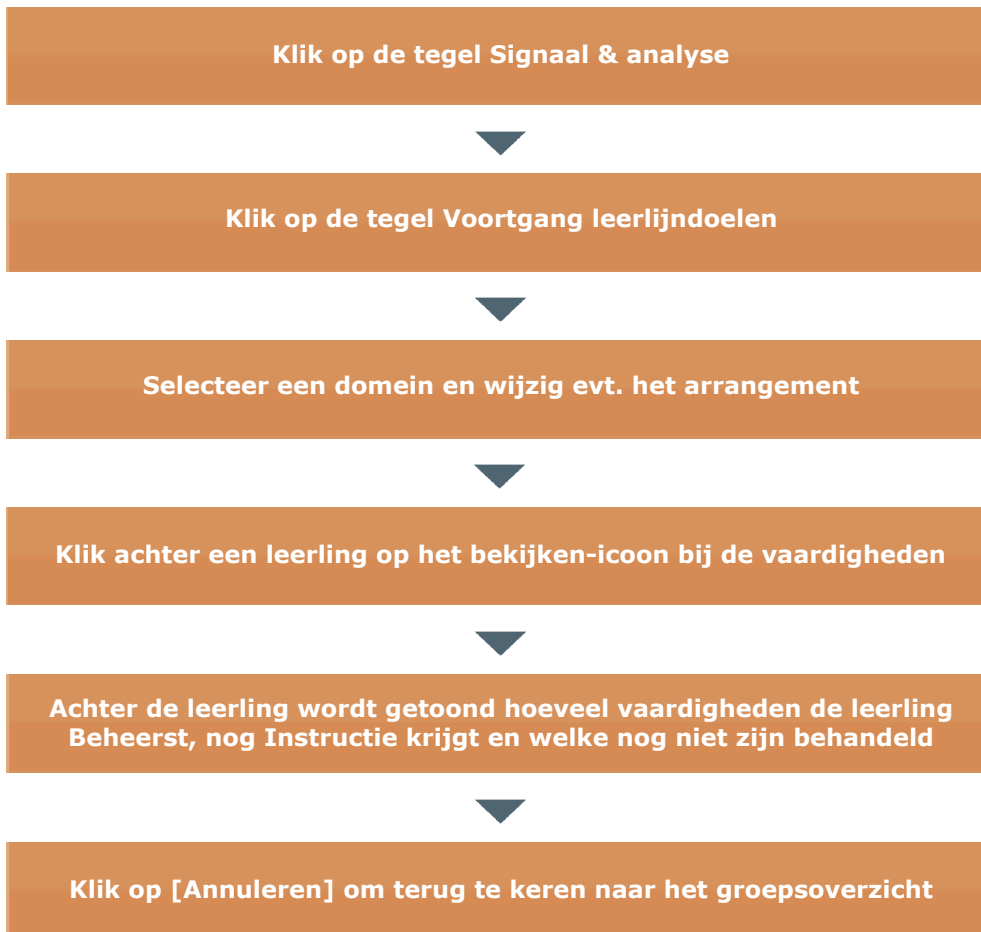 Klik op de tegel Signaal & analyse
Klik op de tegel Voortgang leerlijndoelen
Selecteer een domein en wijzig evt. het arrangement
Klik achter een leerling op het bekijken-icoon bij de vaardigheden
Achter de leerling wordt getoond hoeveel vaardigheden de leerling
Beheerst, nog Instructie krijgt en welke nog niet zijn behandeld
Klik op [Annuleren] om terug te keren naar het groepsoverzicht